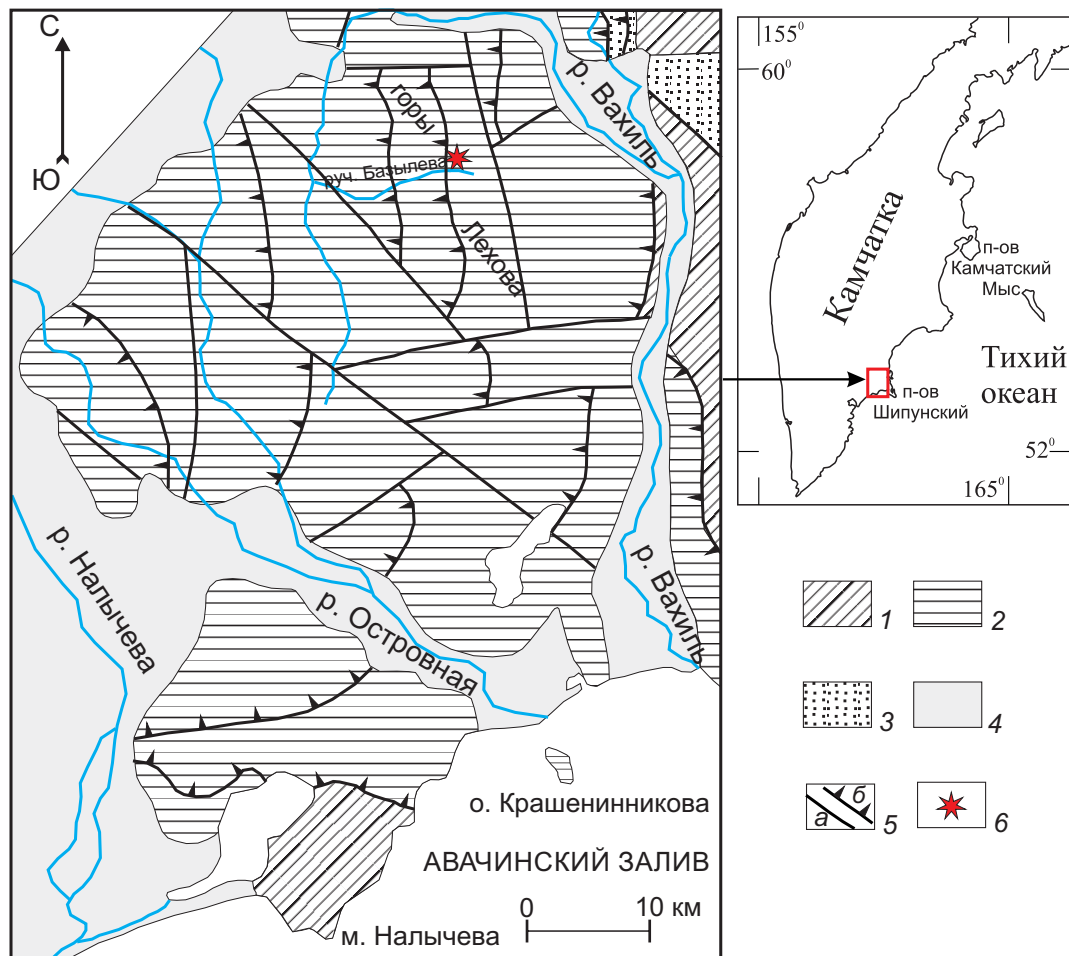 С
Ю
р. Вахиль
горы
руч. Базылева
Лехова
р. Налычева
р. Островная
р. Вахиль
о. Крашенинникова
АВАЧИНСКИЙ ЗАЛИВ
0 10 км
м. Налычева
155⁰
60⁰
Камчатка
п-ов
Камчатский
Мыс
Тихий
океан
п-ов
Шипунский
52⁰
165⁰
1 2
3 4
а б 5 6